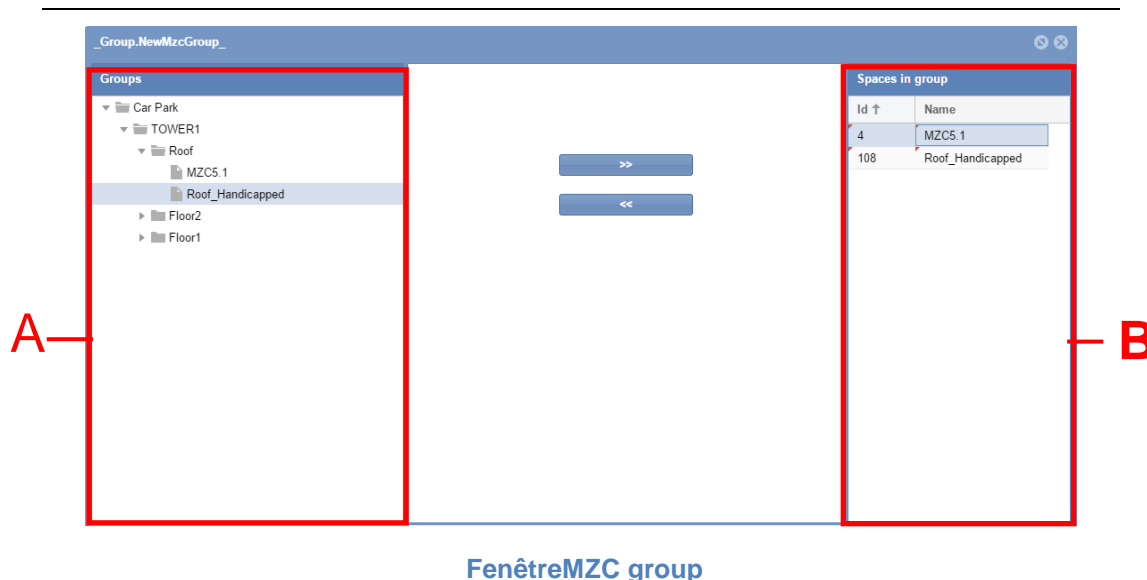 _Group.NewMzcGroup_
Groups
Spaces in group
Car Park
Id ↑ Name
TOWER1
4 MZC5.1
Roof
108 Roof_Handicapped
>>
MZC5.1
Roof_Handicapped
<<
Floor2
Floor1
A
B
FenêtreMZC group